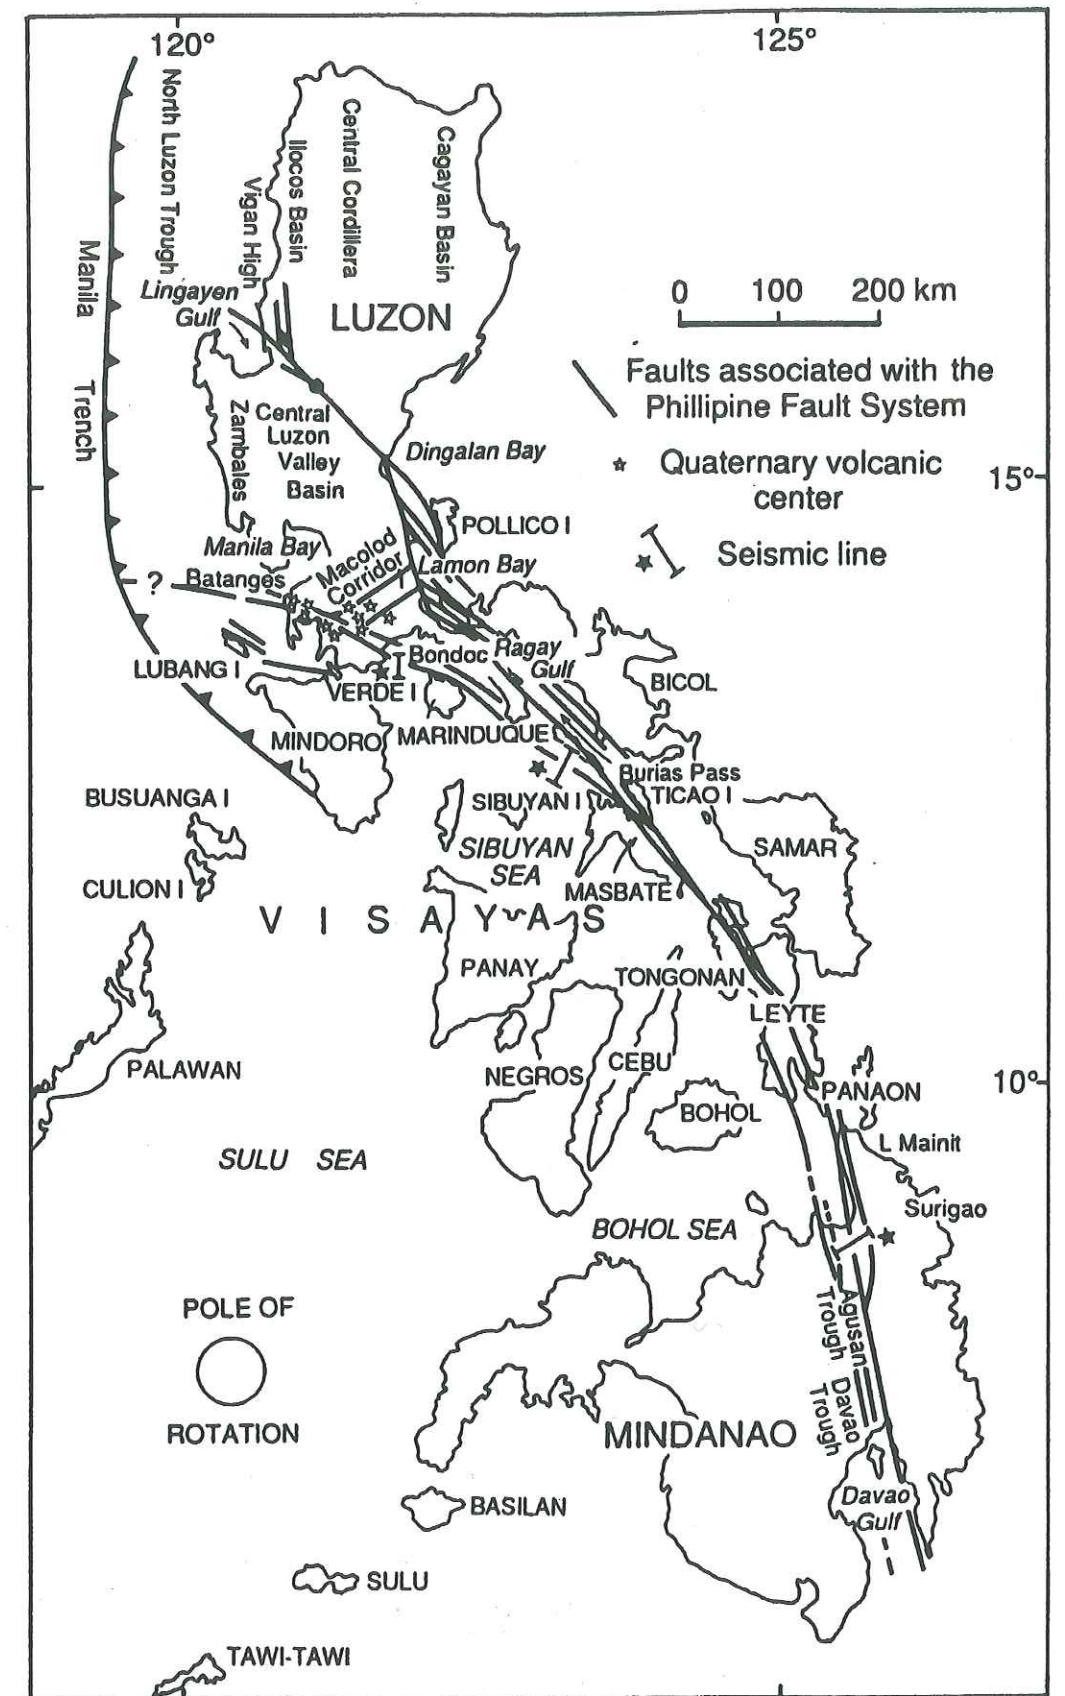 120°
125°
North Luzon Trough
Manila Trench
Vigan High
Ilocos Basin
Central Cordillera
Cagayan Basin
Lingayen
Gulf
LUZON
0 100 200 km
Faults associated with the
Phillipine Fault System
Zambales
Central
Luzon
Valley
Basin
Dingalan Bay
Quaternary volcanic
center
15°
POLLICO I
Manila Bay
Macolod
Corridor
Lamon Bay
Seismic line
?
Batanges
LUBANG I
Bondoc
Ragay
Gulf
VERDE I
BICOL
MINDORO
MARINDUQUE
Burias Pass
BUSUANGA I
SIBUYAN I
TICAO I
SIBUYAN
SEA
SAMAR
CULION I
MASBATE
VISAYAS
PANAY
TONGONAN
LEYTE
PALAWAN
NEGROS
CEBU
10°
PANAON
BOHOL
L Mainit
SULU SEA
Surigao
BOHOL SEA
POLE OF
ROTATION
Agusan
Trough
Davao
Trough
MINDANAO
BASILAN
Davao
Gulf
SULU
TAWI-TAWI